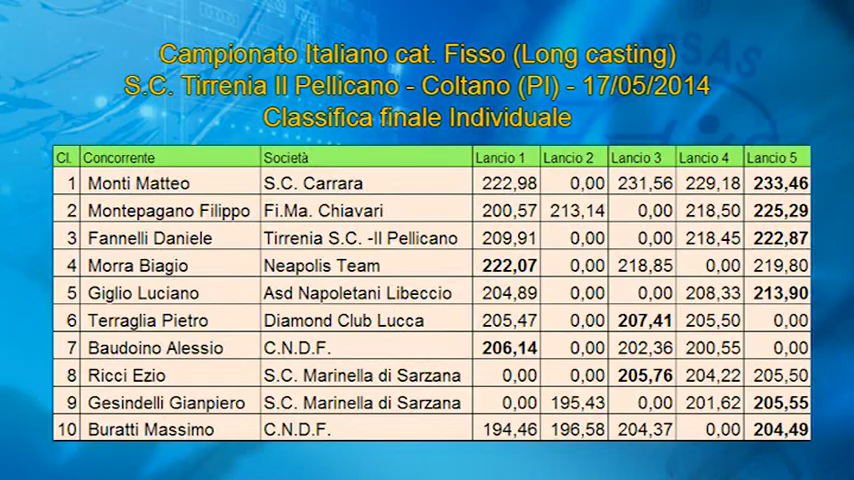 Campionato Italiano cat. Fisso (Long casting)
S.C. Tirrenia Il Pellicano - Coltano (PI) - 17/05/2014
Classifica finale Individuale
Cl. Concorrente Società Lancio 1 Lancio 2 Lancio 3 Lancio 4 Lancio 5
1 Monti Matteo S.C. Carrara 222,98 0,00 231,56 229,18 233,46
2 Montepagano Filippo Fi.Ma. Chiavari 200,57 213,14 0,00 218,50 225,29
3 Fannelli Daniele Tirrenia S.C. -Il Pellicano 209,91 0,00 0,00 218,45 222,87
4 Morra Biagio Neapolis Team 222,07 0,00 218,85 0,00 219,80
5 Giglio Luciano Asd Napoletani Libeccio 204,89 0,00 0,00 208,33 213,90
6 Terraglia Pietro Diamond Club Lucca 205,47 0,00 207,41 205,50 0,00
7 Baudoino Alessio C.N.D.F. 206,14 0,00 202,36 200,55 0,00
8 Ricci Ezio S.C. Marinella di Sarzana 0,00 0,00 205,76 204,22 205,50
9 Gesindelli Gianpiero S.C. Marinella di Sarzana 0,00 195,43 0,00 201,62 205,55
10 Buratti Massimo C.N.D.F. 194,46 196,58 204,37 0,00 204,49